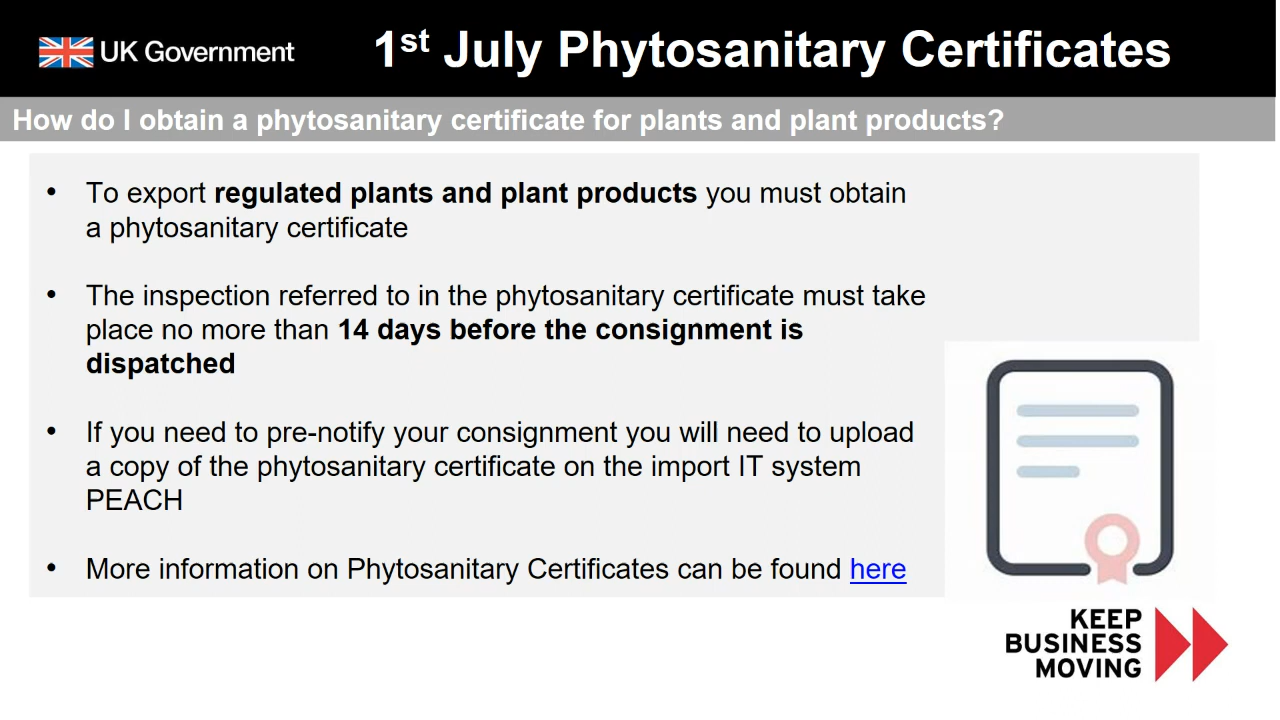 UK Government
1st July Phytosanitary Certificates
How do I obtain a phytosanitary certificate for plants and plant products?
• To export regulated plants and plant products you must obtain
a phytosanitary certificate
• The inspection referred to in the phytosanitary certificate must take
place no more than 14 days before the consignment is
dispatched
• If you need to pre-notify your consignment you will need to upload
a copy of the phytosanitary certificate on the import IT system
PEACH
• More information on Phytosanitary Certificates can be found here
KEEP
BUSINESS
MOVING